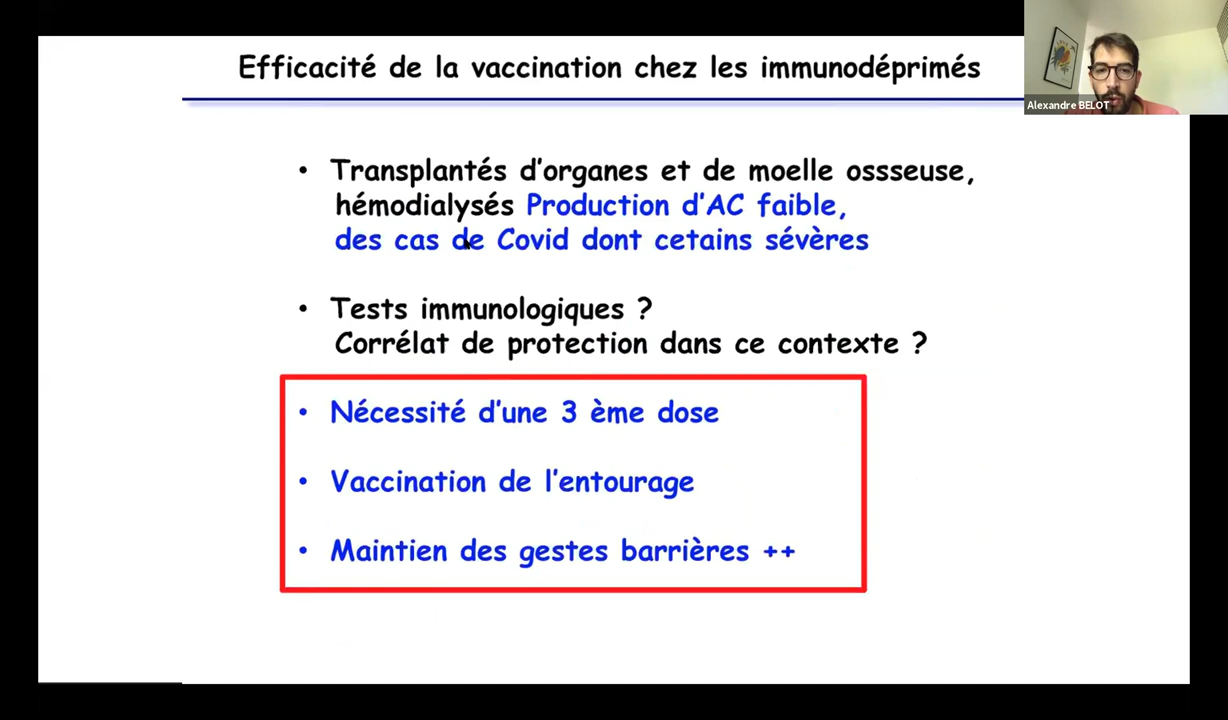 Efficacité de la vaccination chez les immunodéprimés
Alexandre BELOT
• Transplantés d'organes et de moelle ossseuse,
hémodialysés Production d'AC faible,
des cas de Covid dont cetains sévères
• Tests immunologiques ?
Corrélat de protection dans ce contexte ?
• Nécessité d'une 3 ème dose
• Vaccination de l'entourage
• Maintien des gestes barrières ++